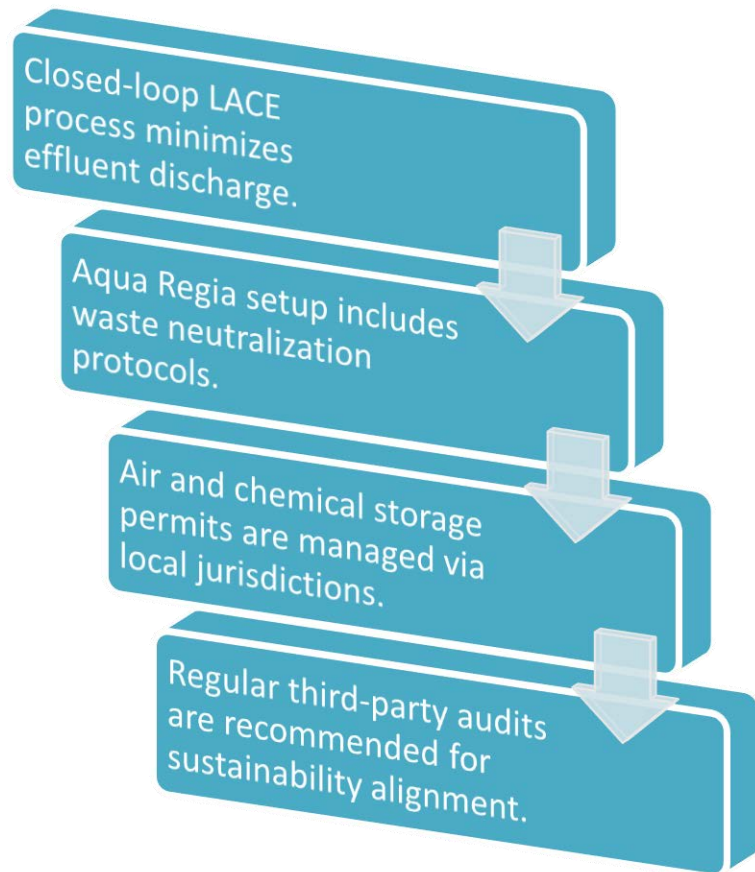 Closed-loop LACE
process minimizes
effluent discharge.
Aqua Regia setup includes
waste neutralization
protocols.
Air and chemical storage
permits are managed via
local jurisdictions.
Regular third-party audits
are recommended for
sustainability alignment.